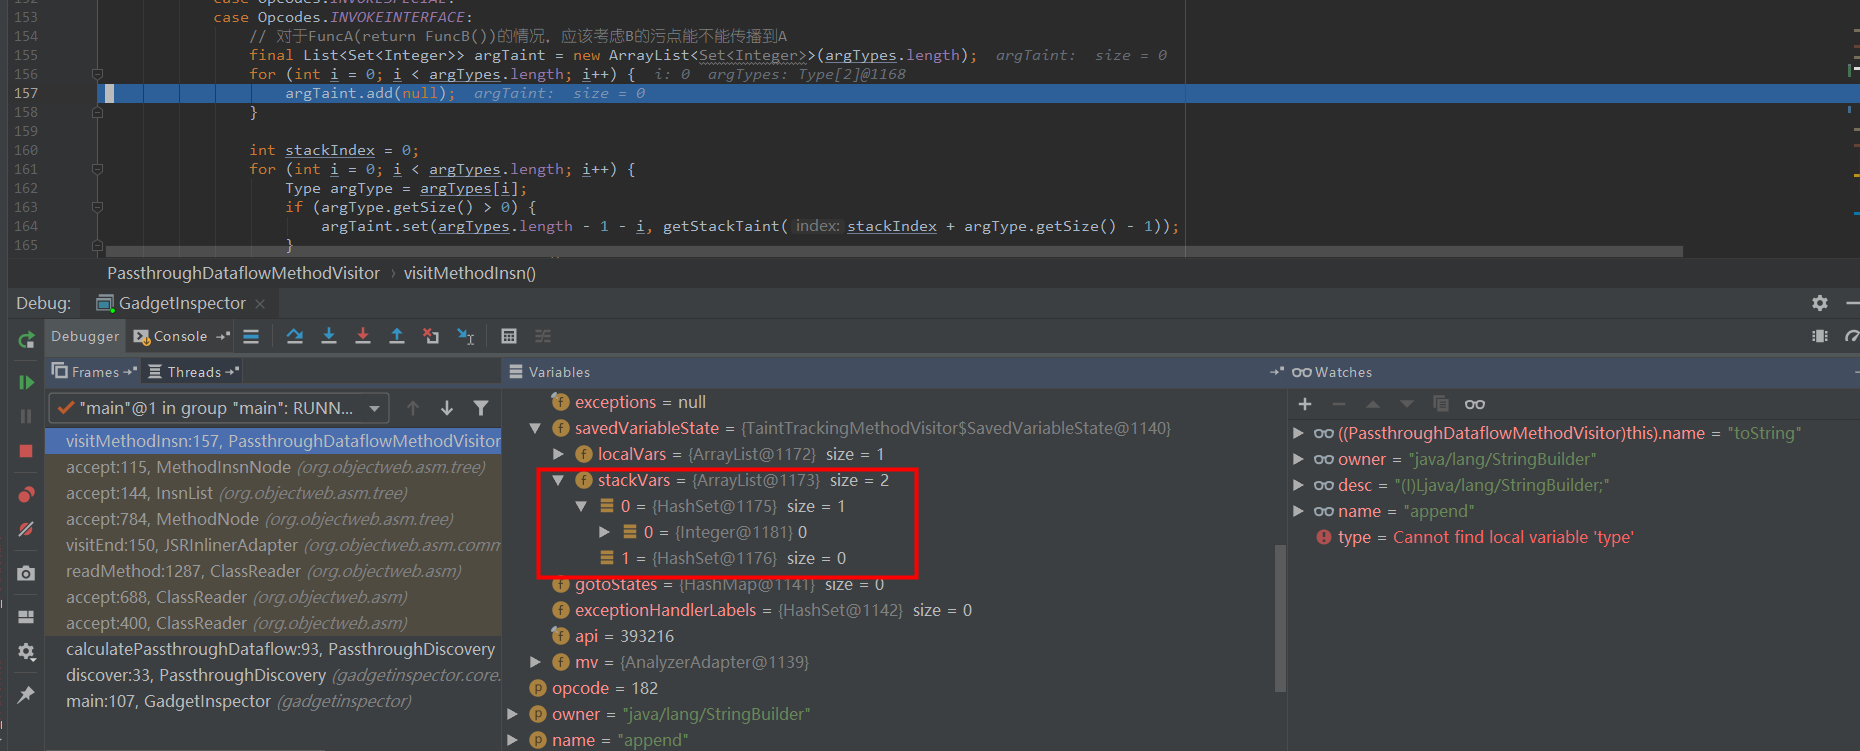 152 case Opcodes.INVOKESPECIAL:
153 case Opcodes.INVOKEINTERFACE:
154 // 对于FuncA(return FuncB())的情况，应该考虑B的污点能不能传播到A
155 final List<Set<Integer>> argTaint = new ArrayList<Set<Integer>>(argTypes.length); argTaint: size = 0
156 for (int i = 0; i < argTypes.length; i++) { i: 0 argTypes: Type[2]@1168
157 argTaint.add(null); argTaint: size = 0
158 }
159
160 int stackIndex = 0;
161 for (int i = 0; i < argTypes.length; i++) {
162 Type argType = argTypes[i];
163 if (argType.getSize() > 0) {
164 argTaint.set(argTypes.length - 1 - i, getStackTaint( index: stackIndex + argType.getSize() - 1));
165 }
PassthroughDataflowMethodVisitor › visitMethodInsn()
Debug: GadgetInspector
Debugger Console
Frames Threads
"main"@1 in group "main": RUNN...
visitMethodInsn:157, PassthroughDataflowMethodVisitor
accept:115, MethodInsnNode (org.objectweb.asm.tree)
accept:144, InsnList (org.objectweb.asm.tree)
accept:784, MethodNode (org.objectweb.asm.tree)
visitEnd:150, JSRInlinerAdapter (org.objectweb.asm.comm
readMethod:1287, ClassReader (org.objectweb.asm)
accept:688, ClassReader (org.objectweb.asm)
accept:400, ClassReader (org.objectweb.asm)
calculatePassthroughDataflow:93, PassthroughDiscovery
discover:33, PassthroughDiscovery (gadgetinspector.core.
main:107, GadgetInspector (gadgetinspector)
Variables
exceptions = null
savedVariableState = {TaintTrackingMethodVisitor$SavedVariableState@1140}
localVars = {ArrayList@1172} size = 1
stackVars = {ArrayList@1173} size = 2
0 = {HashSet@1175} size = 1
0 = {Integer@1181} 0
1 = {HashSet@1176} size = 0
gotoStates = {HashMap@1141} size = 0
exceptionHandlerLabels = {HashSet@1142} size = 0
api = 393216
mv = {AnalyzerAdapter@1139}
opcode = 182
owner = "java/lang/StringBuilder"
name = "append"
Watches
((PassthroughDataflowMethodVisitor)this).name = "toString"
owner = "java/lang/StringBuilder"
desc = "(I)Ljava/lang/StringBuilder;"
name = "append"
type = Cannot find local variable 'type'